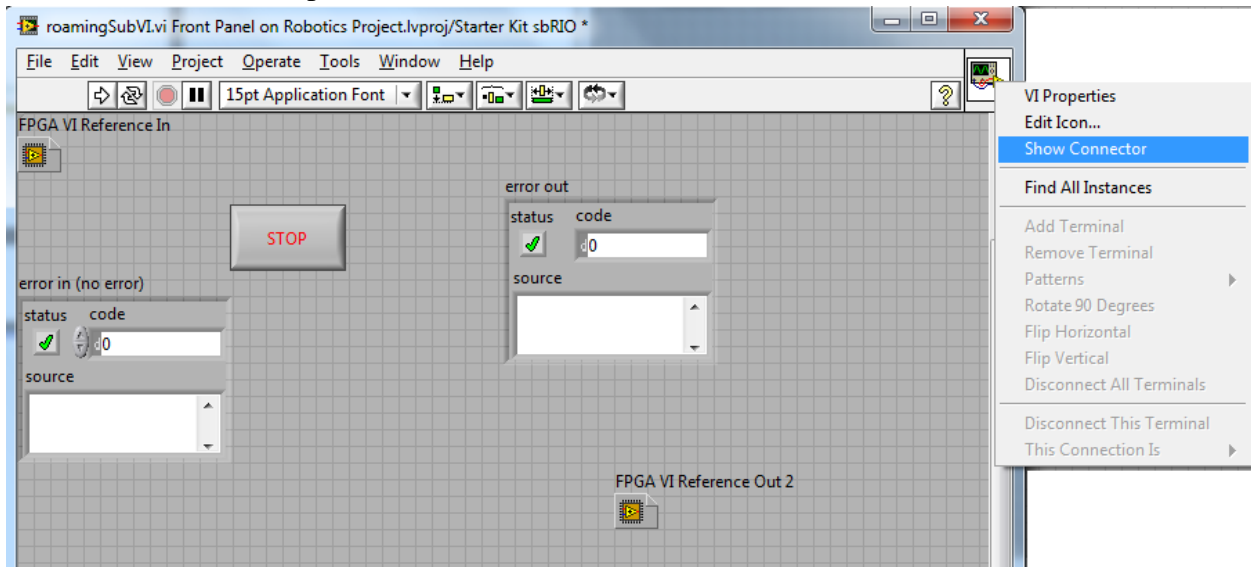 roamingSubVI.vi Front Panel on Robotics Project.lvproj/Starter Kit sbRIO *
File Edit View Project Operate Tools Window Help
15pt Application Font
?
FPGA VI Reference In
STOP
error in (no error)
status code
d0
source
error out
status code
d0
source
FPGA VI Reference Out 2
VI Properties
Edit Icon...
Show Connector
Find All Instances
Add Terminal
Remove Terminal
Patterns
Rotate 90 Degrees
Flip Horizontal
Flip Vertical
Disconnect All Terminals
Disconnect This Terminal
This Connection Is